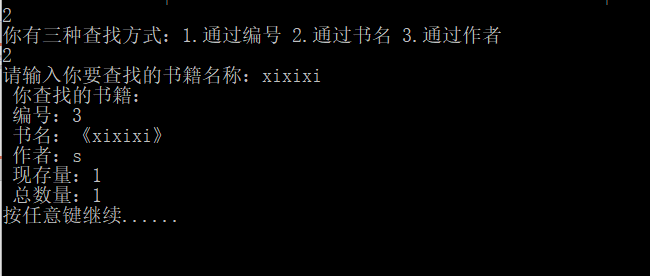 2
你有三种查找方式：1.通过编号 2.通过书名 3.通过作者
2
请输入你要查找的书籍名称：xixixi
你查找的书籍：
编号：3
书名：《xixixi》
作者：s
现存量：1
总数量：1
按任意键继续......